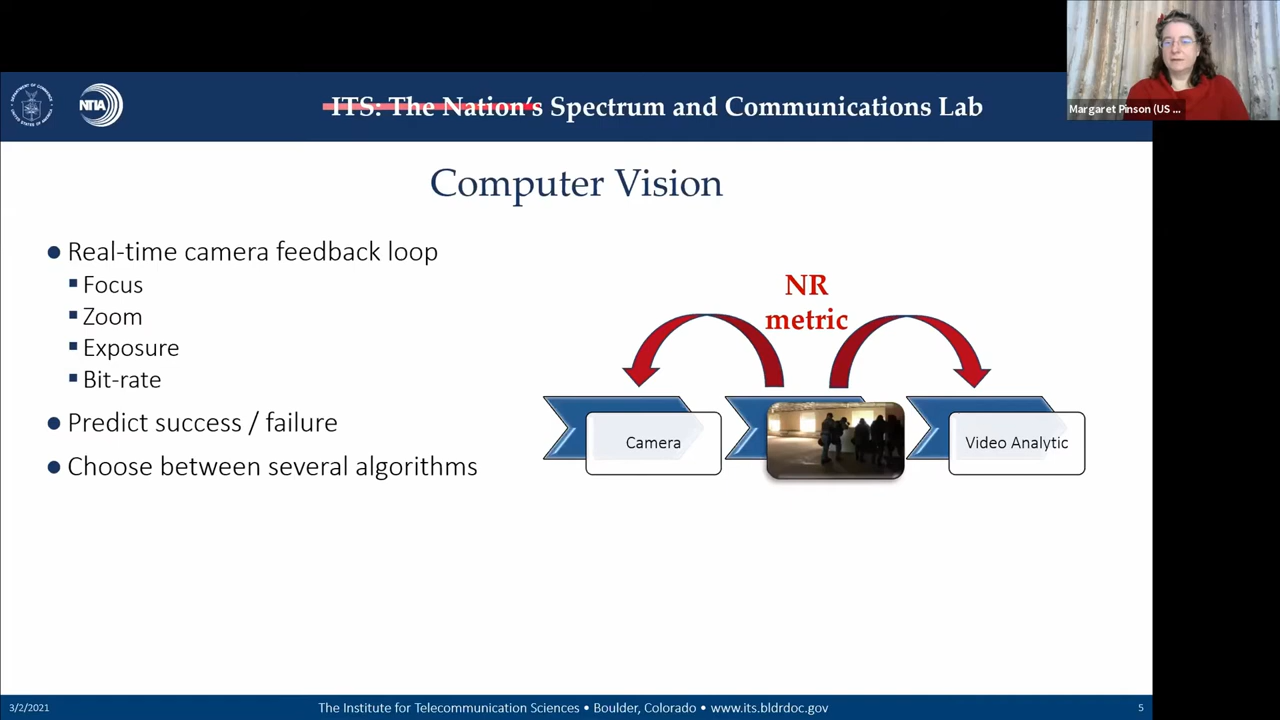 Margaret Pinson (US ...
NTIA
ITS: The Nation's Spectrum and Communications Lab
Computer Vision
● Real-time camera feedback loop
▪ Focus
▪ Zoom
▪ Exposure
▪ Bit-rate
● Predict success / failure
● Choose between several algorithms
NR
metric
Camera
Video Analytic
3/2/2021
The Institute for Telecommunication Sciences • Boulder, Colorado • www.its.bldrdoc.gov
5